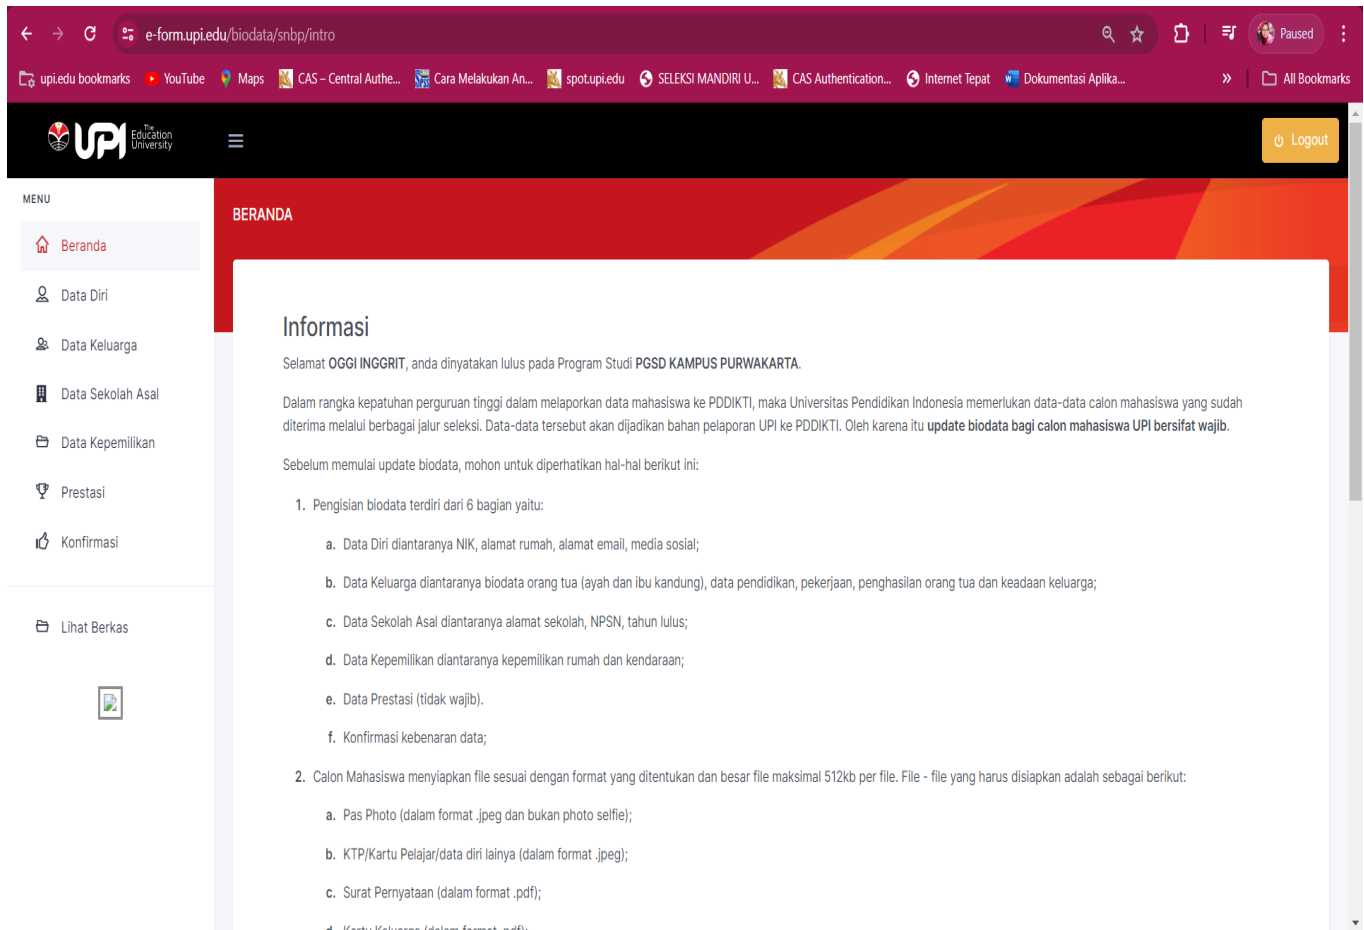 e-form.upi.edu/biodata/snbp/intro
Paused
upi.edu bookmarks YouTube Maps CAS – Central Authe... Cara Melakukan An... spot.upi.edu SELEKSI MANDIRI U... CAS Authentication... Internet Tepat Dokumentasi Aplika... » All Bookmarks
UPI The Education University
Logout
MENU
BERANDA
Beranda
Data Diri
Data Keluarga
Data Sekolah Asal
Data Kepemilikan
Prestasi
Konfirmasi
Lihat Berkas
Informasi
Selamat OGGI INGGRIT, anda dinyatakan lulus pada Program Studi PGSD KAMPUS PURWAKARTA.
Dalam rangka kepatuhan perguruan tinggi dalam melaporkan data mahasiswa ke PDDIKTI, maka Universitas Pendidikan Indonesia memerlukan data-data calon mahasiswa yang sudah
diterima melalui berbagai jalur seleksi. Data-data tersebut akan dijadikan bahan pelaporan UPI ke PDDIKTI. Oleh karena itu update biodata bagi calon mahasiswa UPI bersifat wajib.
Sebelum memulai update biodata, mohon untuk diperhatikan hal-hal berikut ini:
1. Pengisian biodata terdiri dari 6 bagian yaitu:
a. Data Diri diantaranya NIK, alamat rumah, alamat email, media sosial;
b. Data Keluarga diantaranya biodata orang tua (ayah dan ibu kandung), data pendidikan, pekerjaan, penghasilan orang tua dan keadaan keluarga;
c. Data Sekolah Asal diantaranya alamat sekolah, NPSN, tahun lulus;
d. Data Kepemilikan diantaranya kepemilikan rumah dan kendaraan;
e. Data Prestasi (tidak wajib).
f. Konfirmasi kebenaran data;
2. Calon Mahasiswa menyiapkan file sesuai dengan format yang ditentukan dan besar file maksimal 512kb per file. File - file yang harus disiapkan adalah sebagai berikut:
a. Pas Photo (dalam format .jpeg dan bukan photo selfie);
b. KTP/Kartu Pelajar/data diri lainya (dalam format .jpeg);
c. Surat Pernyataan (dalam format .pdf);
d. Kartu Keluarga (dalam format .pdf);